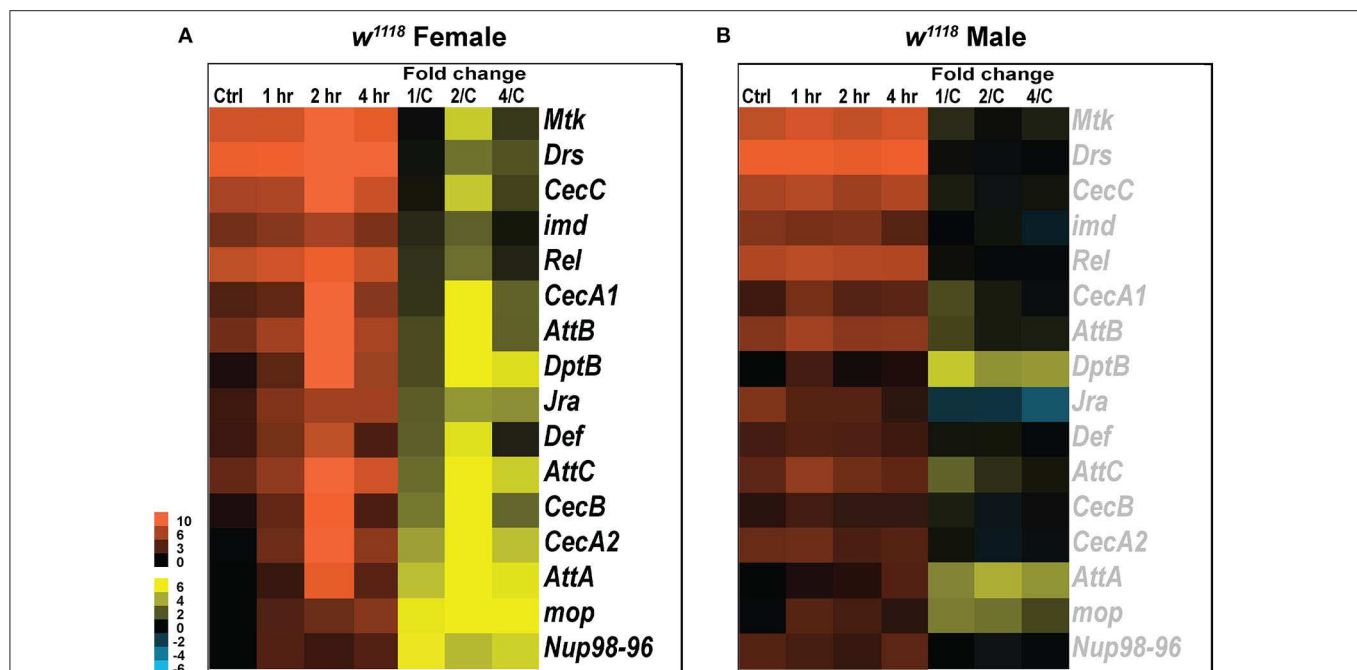 A
w1118 Female
Fold change
Ctrl 1 hr 2 hr 4 hr 1/C 2/C 4/C
Mtk
Drs
CecC
imd
Rel
CecA1
AttB
DptB
Jra
Def
AttC
CecB
CecA2
AttA
mop
Nup98-96
10
6
3
0
6
4
2
0
-2
-4
-6
B
w1118 Male
Fold change
Ctrl 1 hr 2 hr 4 hr 1/C 2/C 4/C
Mtk
Drs
CecC
imd
Rel
CecA1
AttB
DptB
Jra
Def
AttC
CecB
CecA2
AttA
mop
Nup98-96